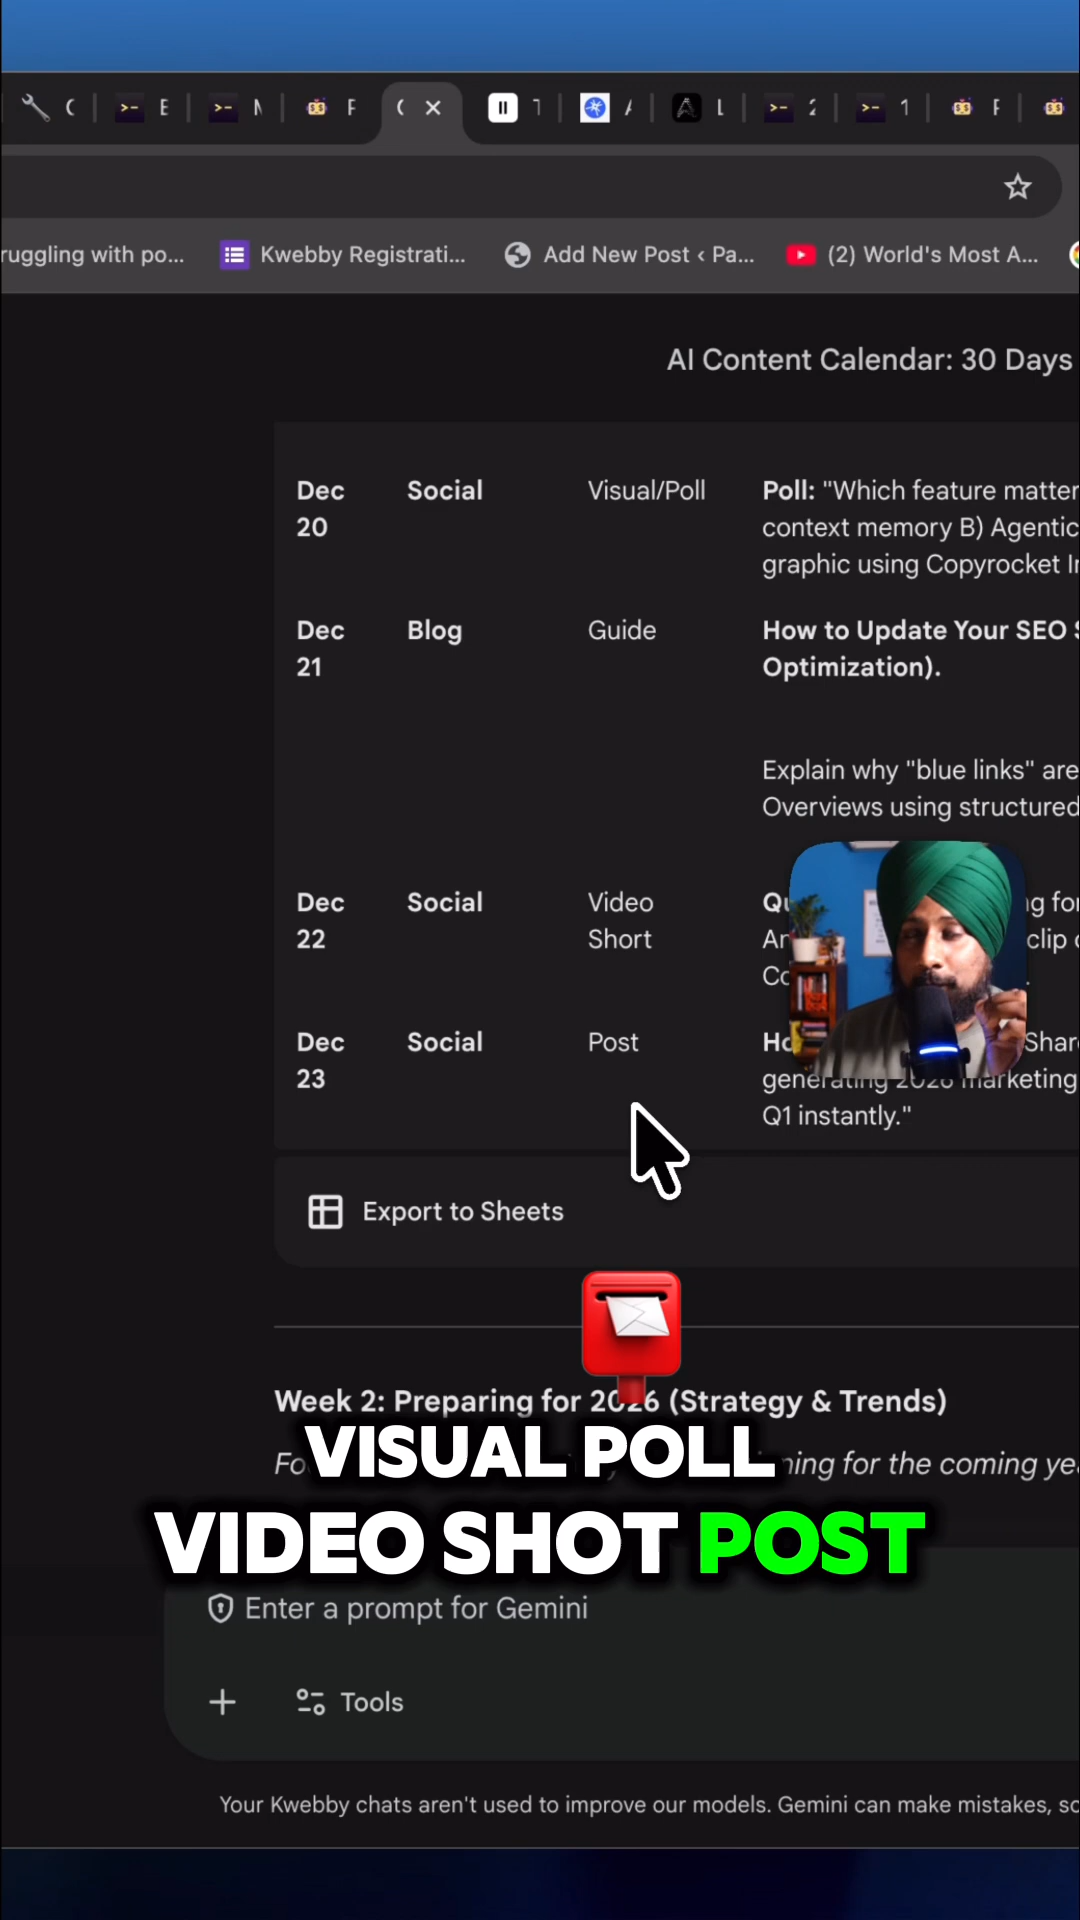 ruggling with po... Kwebby Registrati... Add New Post ‹ Pa... (2) World's Most A...
AI Content Calendar: 30 Days
Dec 20 Social Visual/Poll Poll: "Which feature matter
context memory B) Agentic
graphic using Copyrocket
Dec 21 Blog Guide How to Update Your SEO
Optimization).
Explain why "blue links" are
Overviews using structured
Dec 22 Social Video Short
clip
Dec 23 Social Post
generating 2026 marketing
Q1 instantly."
Export to Sheets
Week 2: Preparing for 2026 (Strategy & Trends)
VISUAL POLL
VIDEO SHOT POST
Enter a prompt for Gemini
Tools
Your Kwebby chats aren't used to improve our models. Gemini can make mistakes, so